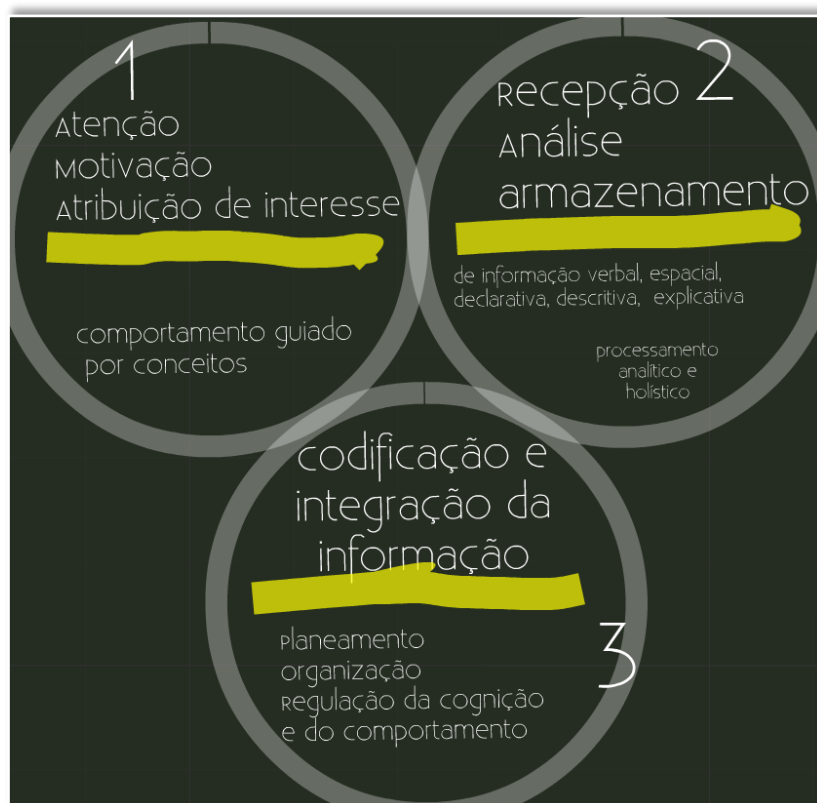 1
Atenção
Motivação
Atribuição de interesse
comportamento guiado
por conceitos
Recepção 2
Análise
armazenamento
de informação verbal, espacial,
declarativa, descritiva, explicativa
processamento
analítico e
holístico
codificação e
integração da
informação
Planeamento
organização
Regulação da cognição
e do comportamento
3